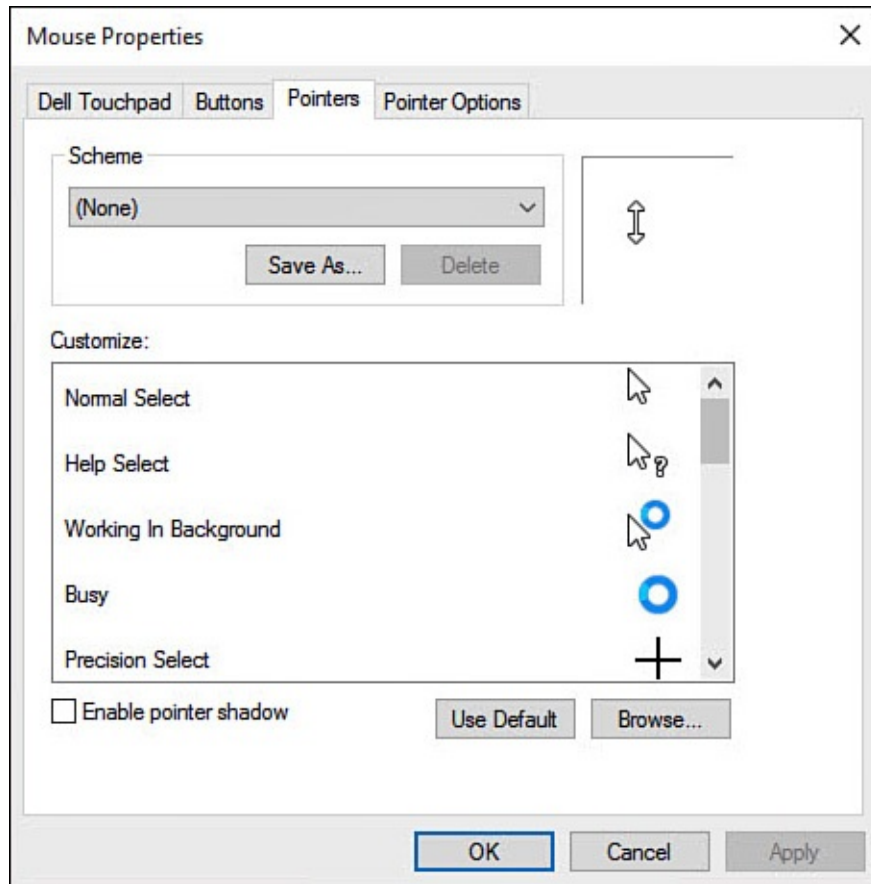 Mouse Properties
Dell Touchpad Buttons Pointers Pointer Options
Scheme
(None)
Save As... Delete
Customize:
Normal Select
Help Select
Working In Background
Busy
Precision Select
Enable pointer shadow
Use Default Browse...
OK Cancel Apply